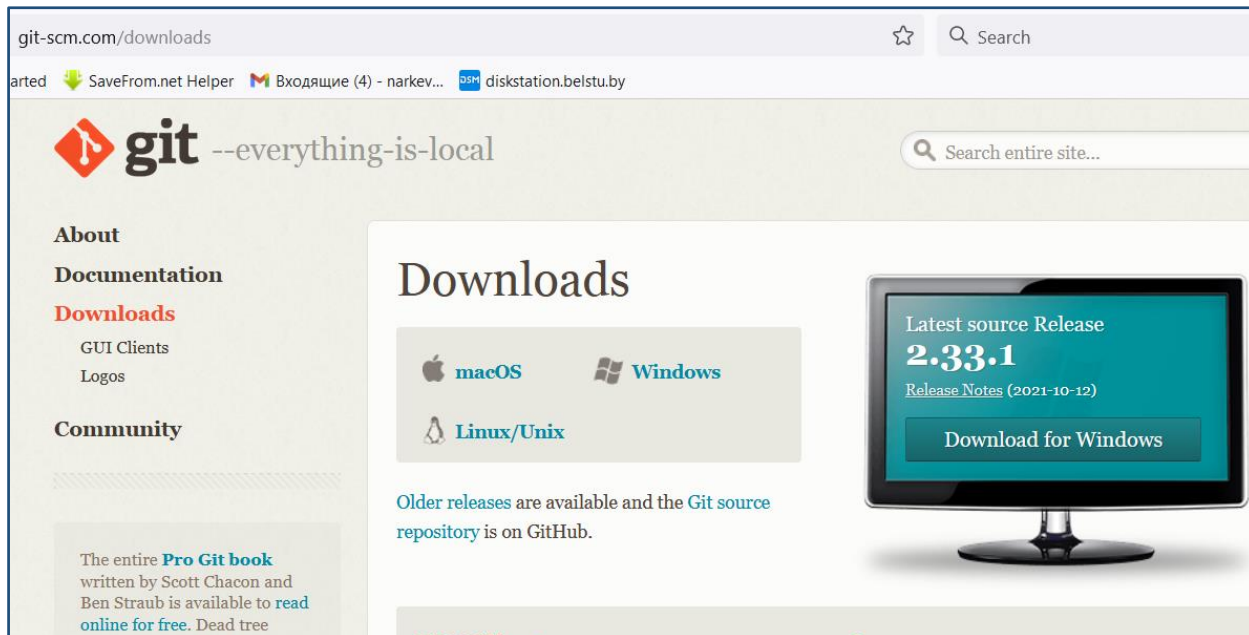 git-scm.com/downloads
Search
arted SaveFrom.net Helper Входящие (4) - narkev... DSM diskstation.belstu.by
git --everything-is-local
Search entire site...
About
Documentation
Downloads
GUI Clients
Logos
Community
The entire Pro Git book
written by Scott Chacon and
Ben Straub is available to read
online for free. Dead tree
Downloads
macOS
Windows
Linux/Unix
Older releases are available and the Git source
repository is on GitHub.
Latest source Release
2.33.1
Release Notes (2021-10-12)
Download for Windows